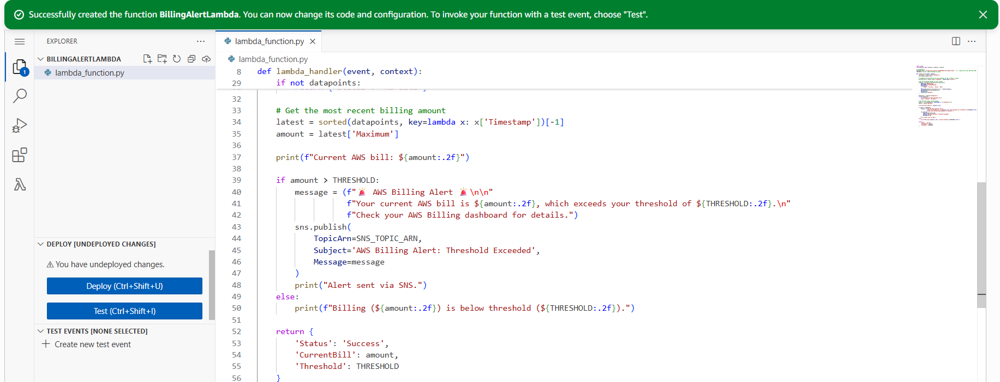 Successfully created the function BillingAlertLambda. You can now change its code and configuration. To invoke your function with a test event, choose "Test".
EXPLORER
BILLINGALERTLAMBDA
1
lambda_function.py
DEPLOY [UNDEPLOYED CHANGES]
You have undeployed changes.
Deploy (Ctrl+Shift+U)
Test (Ctrl+Shift+I)
TEST EVENTS [NONE SELECTED]
Create new test event
lambda_function.py
lambda_function.py
8 def lambda_handler(event, context):
29 if not datapoints:
32
33 # Get the most recent billing amount
34 latest = sorted(datapoints, key=lambda x: x['Timestamp'])[-1]
35 amount = latest['Maximum']
36
37 print(f"Current AWS bill: ${amount:.2f}")
38
39 if amount > THRESHOLD:
40 message = (f"🚨 AWS Billing Alert 🚨\n\n"
41 f"Your current AWS bill is ${amount:.2f}, which exceeds your threshold of ${THRESHOLD:.2f}.\n"
42 f"Check your AWS Billing dashboard for details.")
43 sns.publish(
44 TopicArn=SNS_TOPIC_ARN,
45 Subject='AWS Billing Alert: Threshold Exceeded',
46 Message=message
47 )
48 print("Alert sent via SNS.")
49 else:
50 print(f"Billing (${amount:.2f}) is below threshold (${THRESHOLD:.2f}).")
51
52 return {
53 'Status': 'Success',
54 'CurrentBill': amount,
55 'Threshold': THRESHOLD
56 }